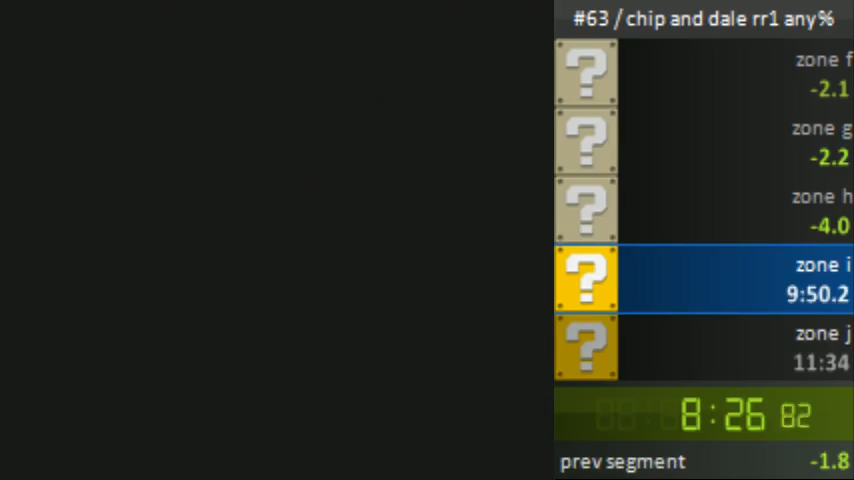 #63 / chip and dale rr1 any%
zone f
-2.1
zone g
-2.2
zone h
-4.0
zone i
9:50.2
zone j
11:34
8:26 82
prev segment -1.8